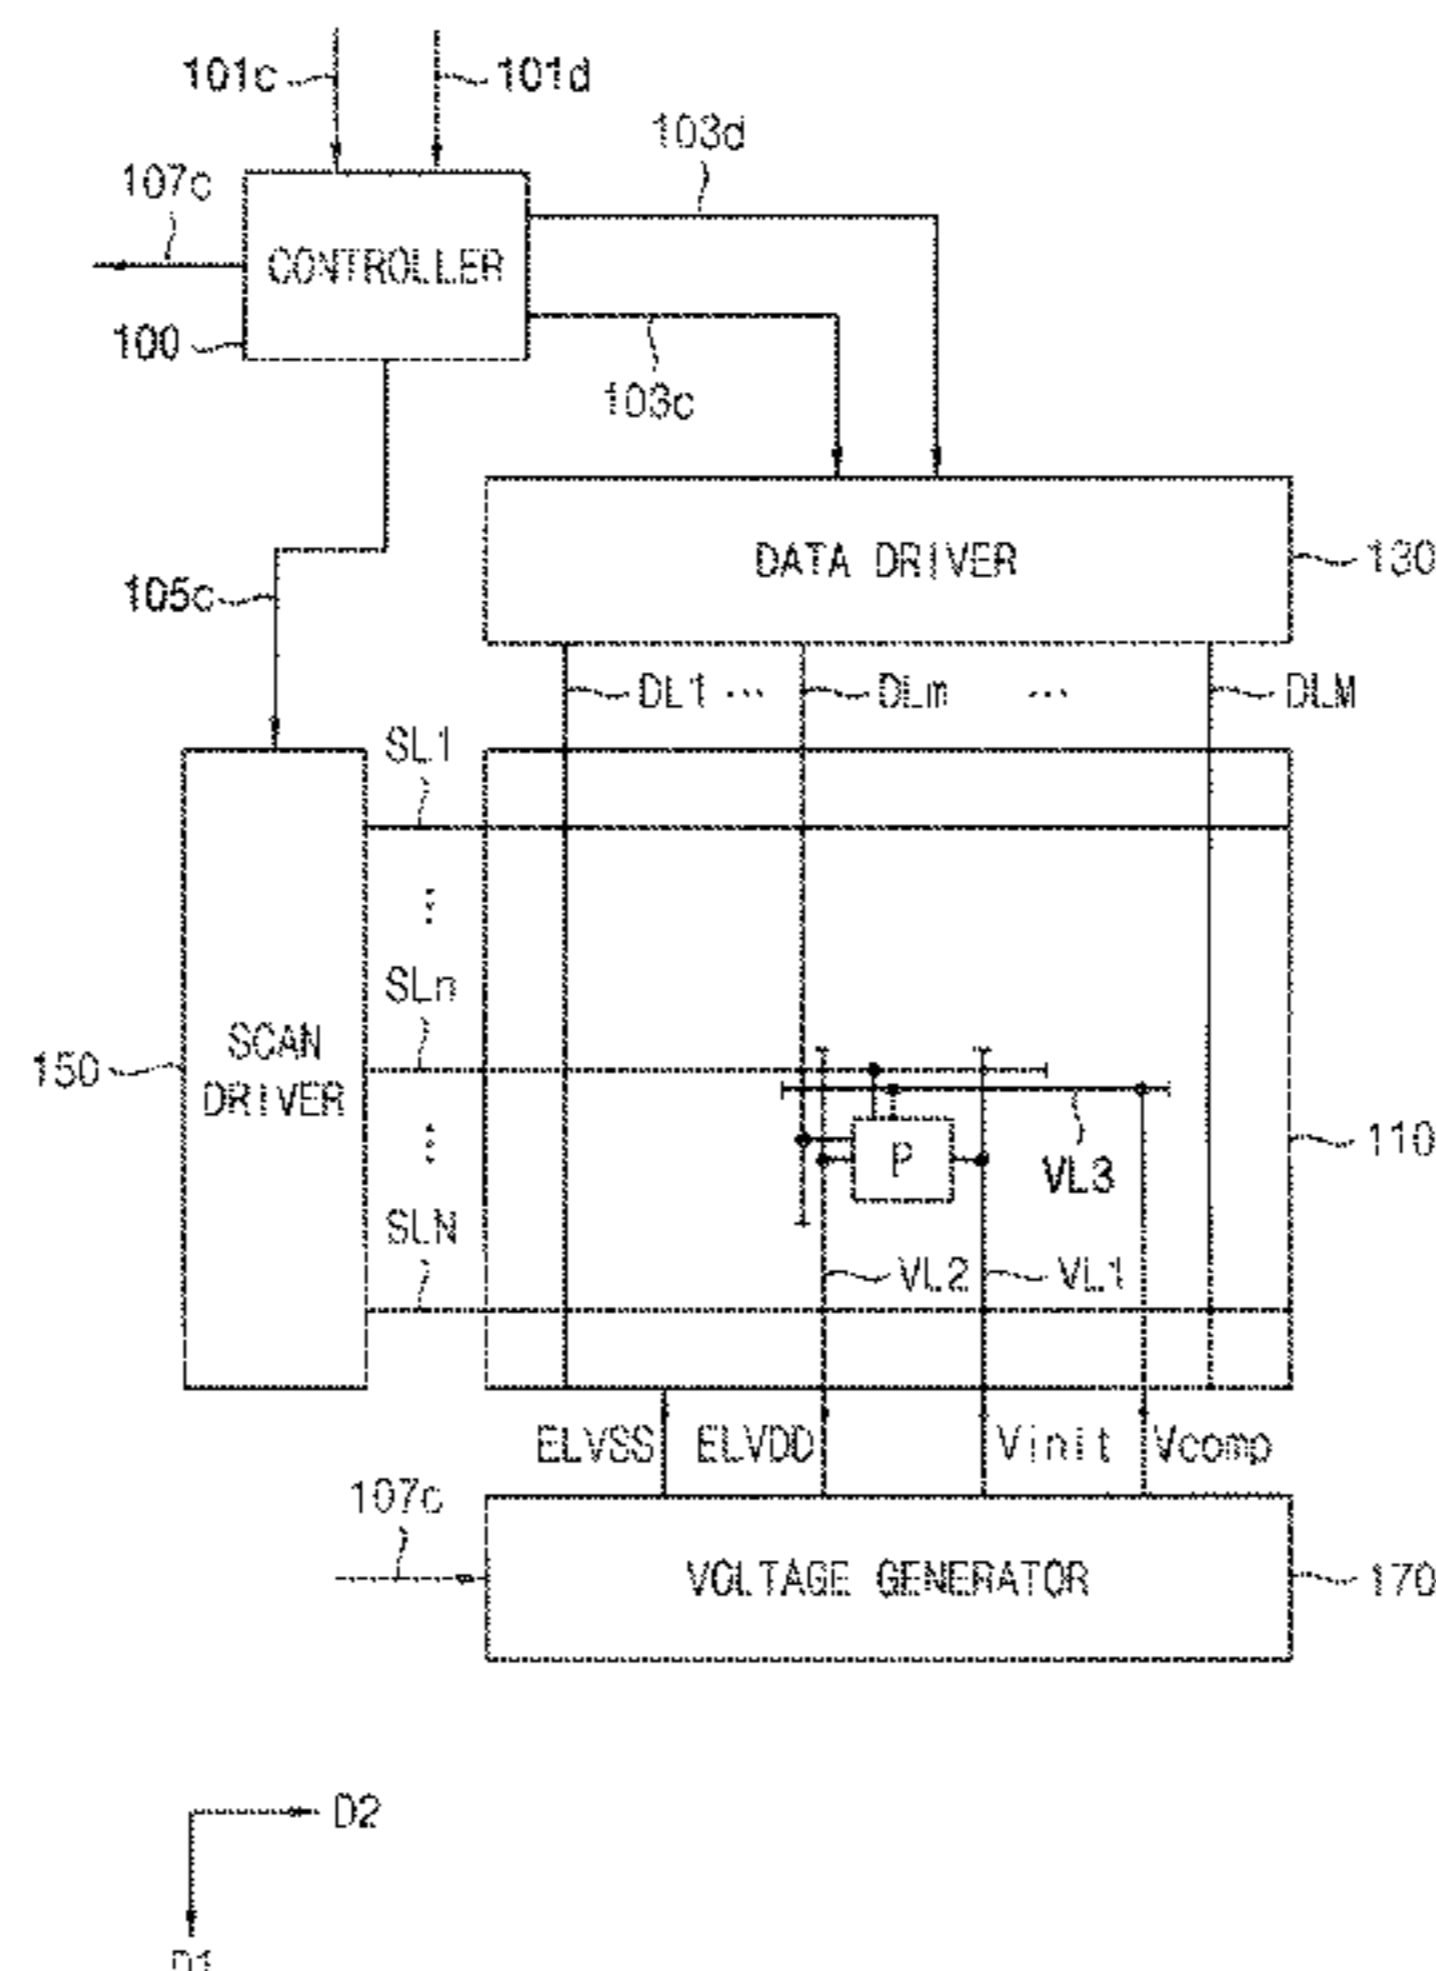 101c
101d
103d
107c
CONTROLLER
100
103c
DATA DRIVER
130
105c
DL1 ...
DLm ...
DLM
SL1
SLn
SCAN
DRIVER
150
P
VL3
110
SLN
VL2
VL1
ELVSS
ELVDD
Vinit
Vcomp
107c
VOLTAGE GENERATOR
170
D2
D1